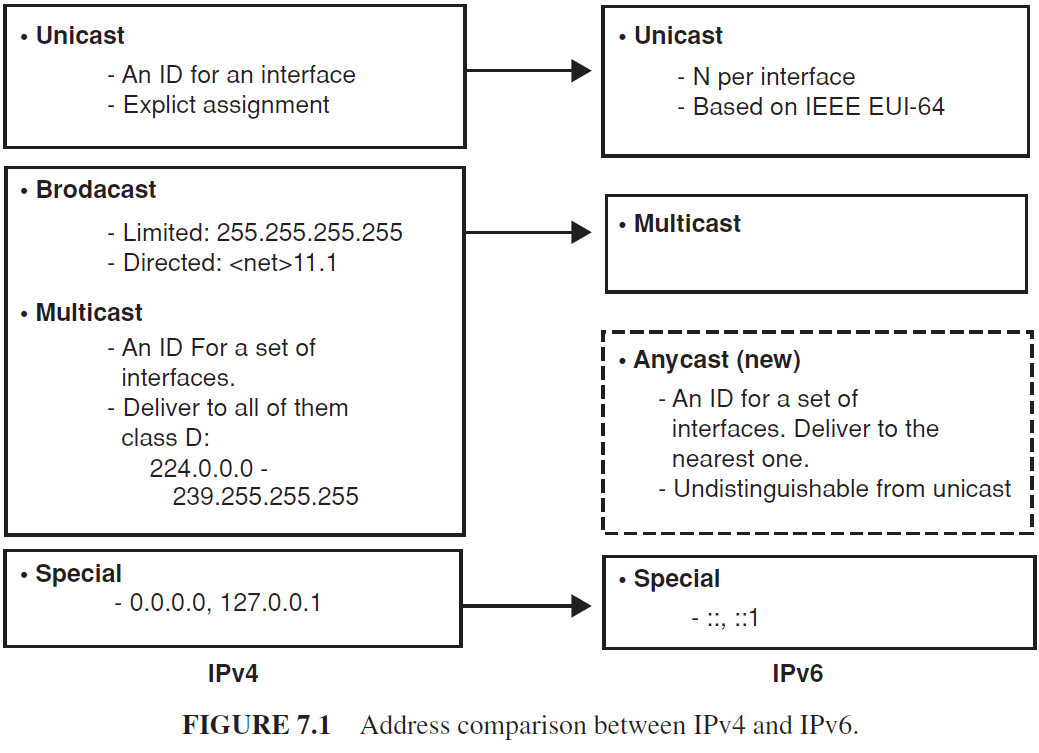 • Unicast
- An ID for an interface
- Explict assignment
• Brodacast
- Limited: 255.255.255.255
- Directed: <net>11.1
• Multicast
- An ID For a set of
interfaces.
- Deliver to all of them
class D:
224.0.0.0 -
239.255.255.255
• Special
- 0.0.0.0, 127.0.0.1
IPv4
• Unicast
- N per interface
- Based on IEEE EUI-64
• Multicast
• Anycast (new)
- An ID for a set of
interfaces. Deliver to the
nearest one.
- Undistinguishable from unicast
• Special
- ::, ::1
IPv6
FIGURE 7.1 Address comparison between IPv4 and IPv6.